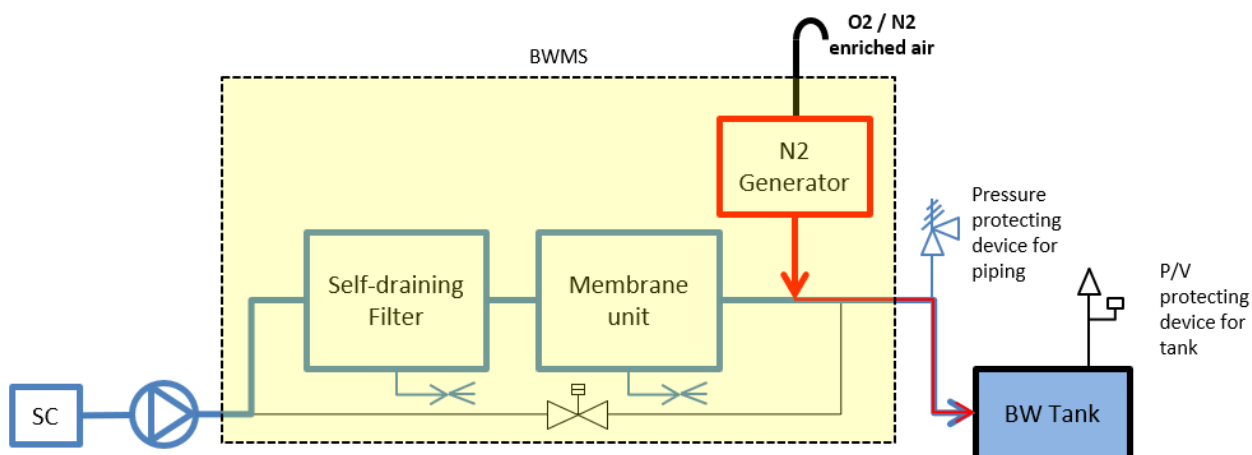 O2 / N2
enriched air
BWMS
N2
Generator
Pressure
protecting
device for
piping
P/V
protecting
device for
tank
Self-draining
Filter
Membrane
unit
SC
BW Tank